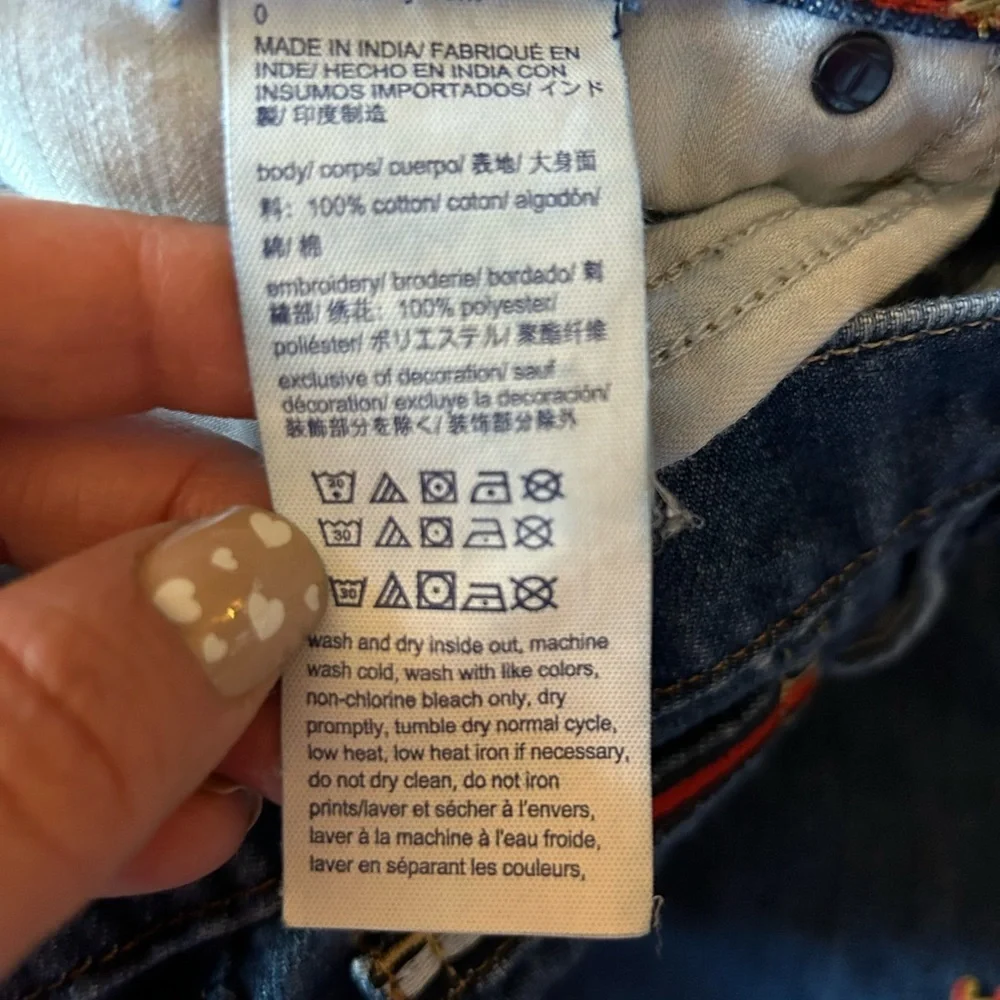 0
MADE IN INDIA/ FABRIQUÉ EN
INDE/ HECHO EN INDIA CON
INSUMOS IMPORTADOS/ インド
製/ 印度制造
body/ corps/ cuerpo/ 表地/ 大身面
料: 100% cotton/ coton/ algodón/
綿/ 棉
embroidery/ broderie/ bordado/ 刺
繍部/ 绣花: 100% polyester/
poliéster/ ポリエステル/ 聚酯纤维
exclusive of decoration/ sauf
décoration/ excluye la decoración/
装飾部分を除く/ 装饰部分除外
30
30
30
wash and dry inside out, machine
wash cold, wash with like colors,
non-chlorine bleach only, dry
promptly, tumble dry normal cycle,
low heat, low heat iron if necessary,
do not dry clean, do not iron
prints/laver et sécher à l'envers,
laver à la machine à l'eau froide,
laver en séparant les couleurs,